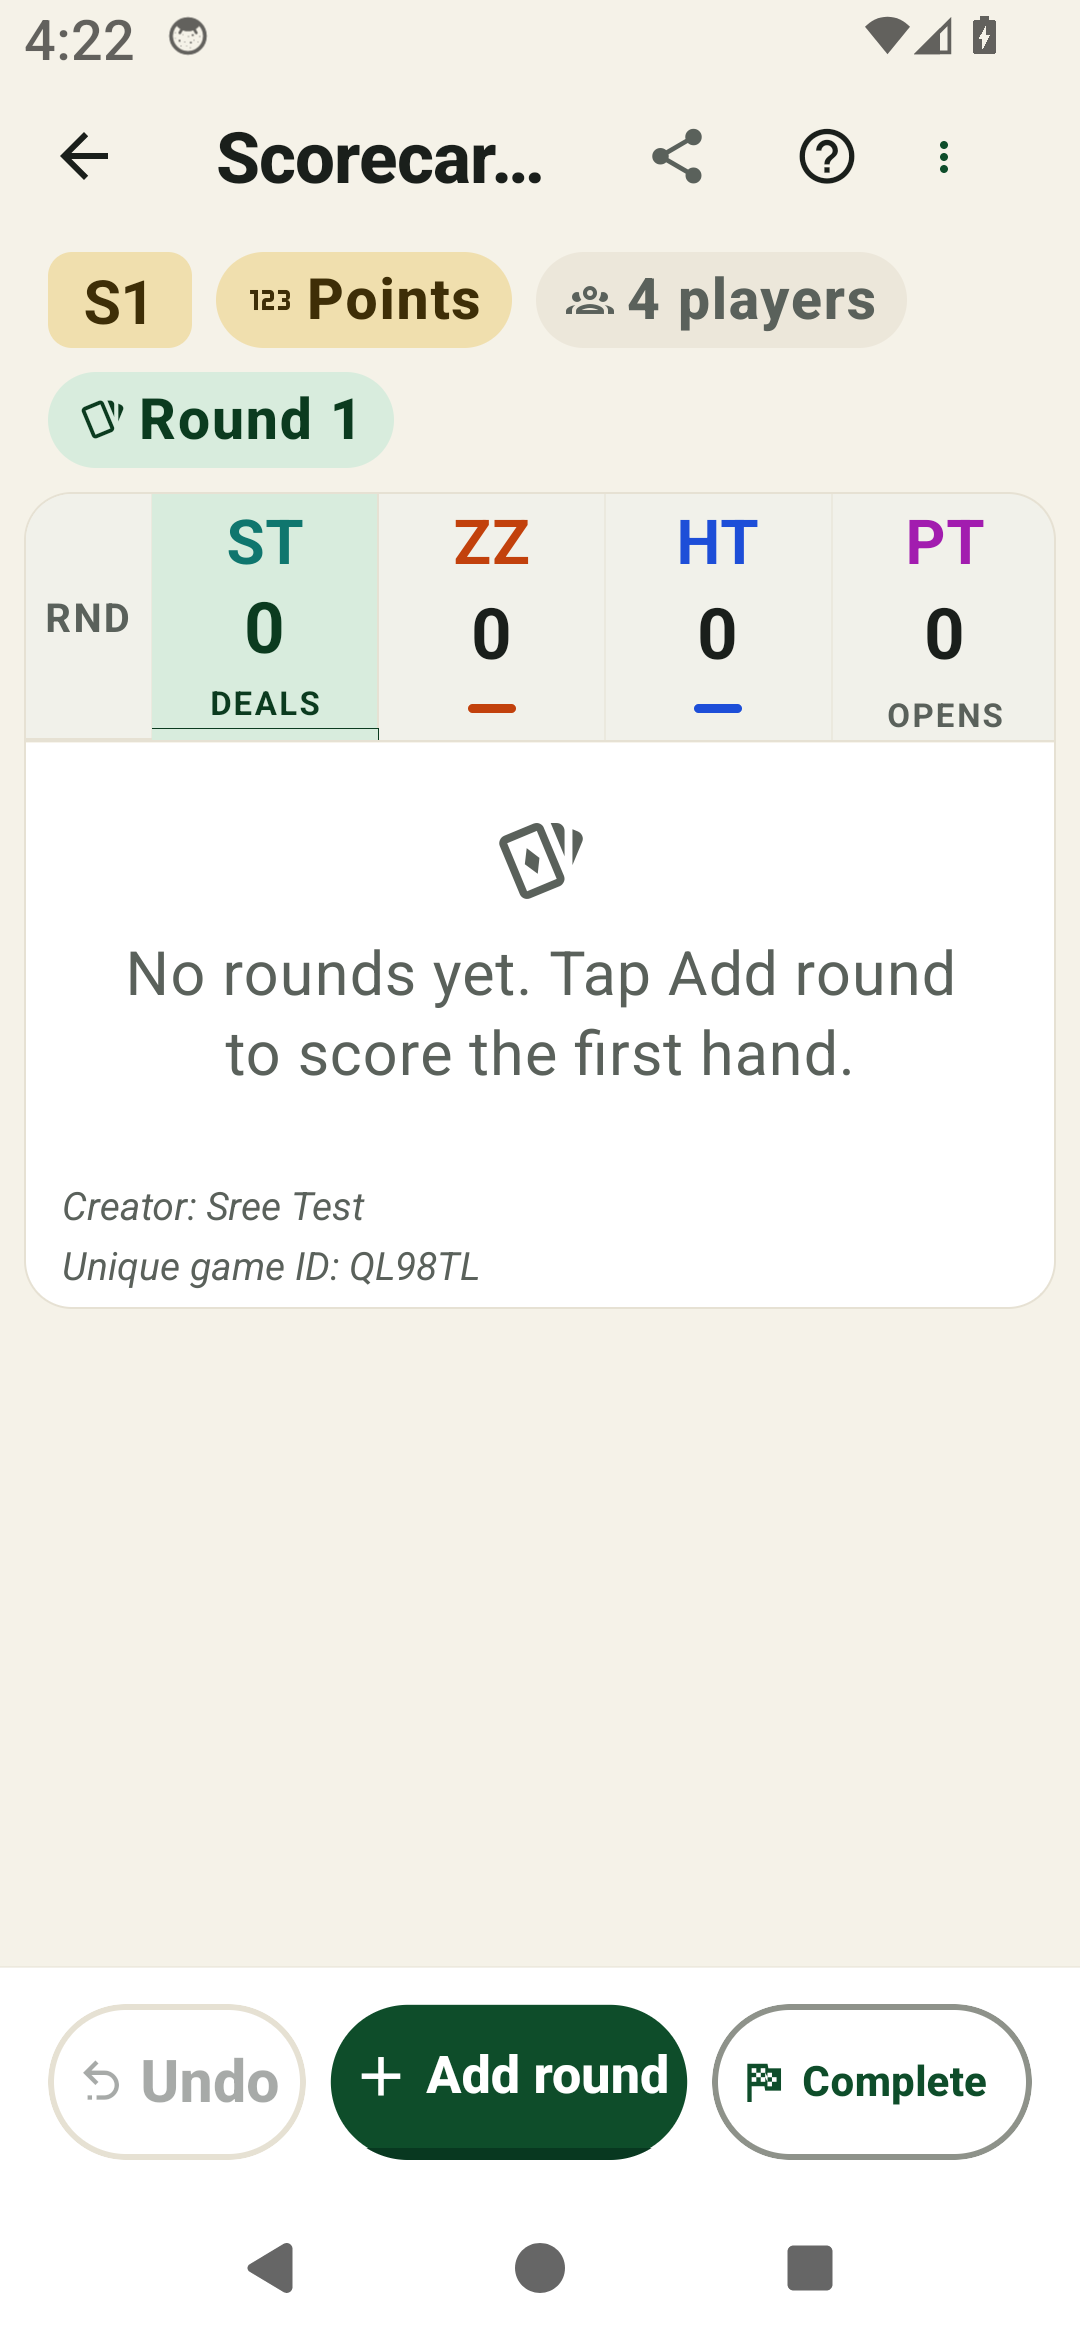 4:22
Scorecar...
S1
123 Points
4 players
Round 1
RND
ST
ZZ
HT
PT
0
0
0
0
DEALS
OPENS
No rounds yet. Tap Add round
to score the first hand.
Creator: Sree Test
Unique game ID: QL98TL
Undo
+ Add round
Complete